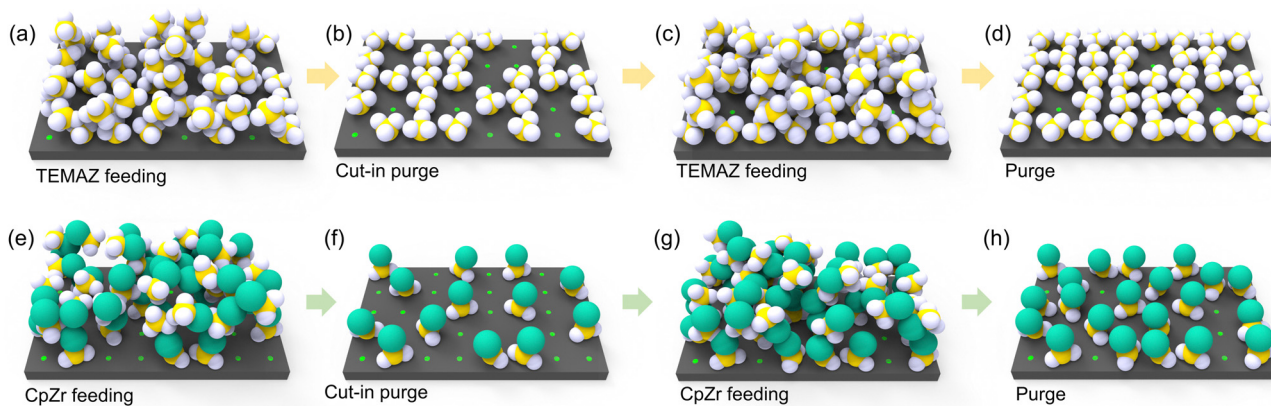 (a)
(b)
(c)
(d)
TEMAZ feeding
Cut-in purge
TEMAZ feeding
Purge
(e)
(f)
(g)
(h)
CpZr feeding
Cut-in purge
CpZr feeding
Purge